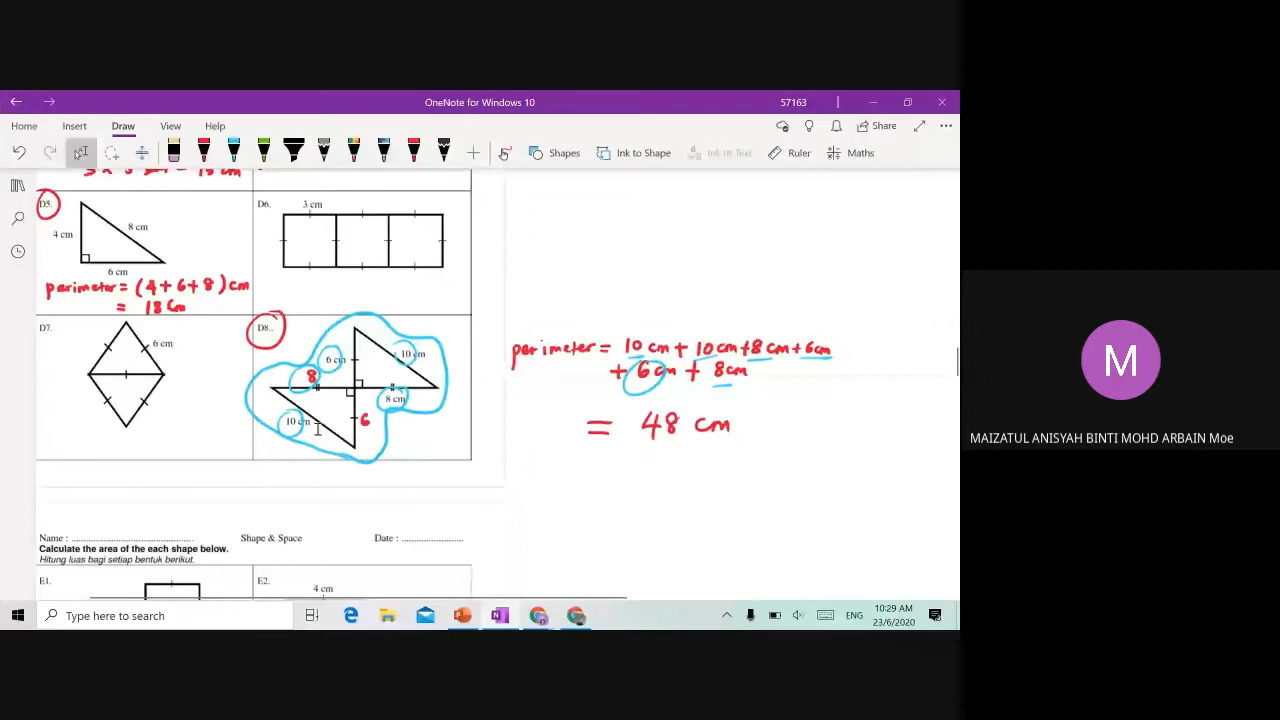 OneNote for Windows 10
57163
Home Insert Draw View Help
Share
Shapes Ink to Shape Ink to Text Ruler Maths
D5.
4 cm
8 cm
6 cm
perimeter = (4+6+8) cm
= 18 cm
D6.
3 cm
D7.
6 cm
D8..
6 cm
10 cm
8
8 cm
10 cm
6
perimeter = 10 cm + 10 cm + 8 cm + 6 cm
+ 6 cm + 8 cm
= 48 cm
M
MAIZATUL ANISYAH BINTI MOHD ARBAIN Moe
Name : ................................................ Shape & Space Date : ......................
Calculate the area of the each shape below.
Hitung luas bagi setiap bentuk berikut.
E1.
E2.
4 cm
Type here to search
ENG
10:29 AM
23/6/2020